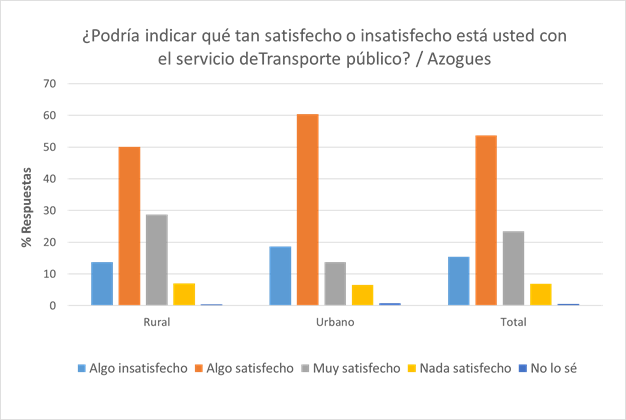 ¿Podría indicar qué tan satisfecho o insatisfecho está usted con
el servicio deTransporte público? / Azogues
70
60
50
40
30
20
10
0
% Respuestas
Rural Urbano Total
Algo insatisfecho Algo satisfecho Muy satisfecho Nada satisfecho No lo sé